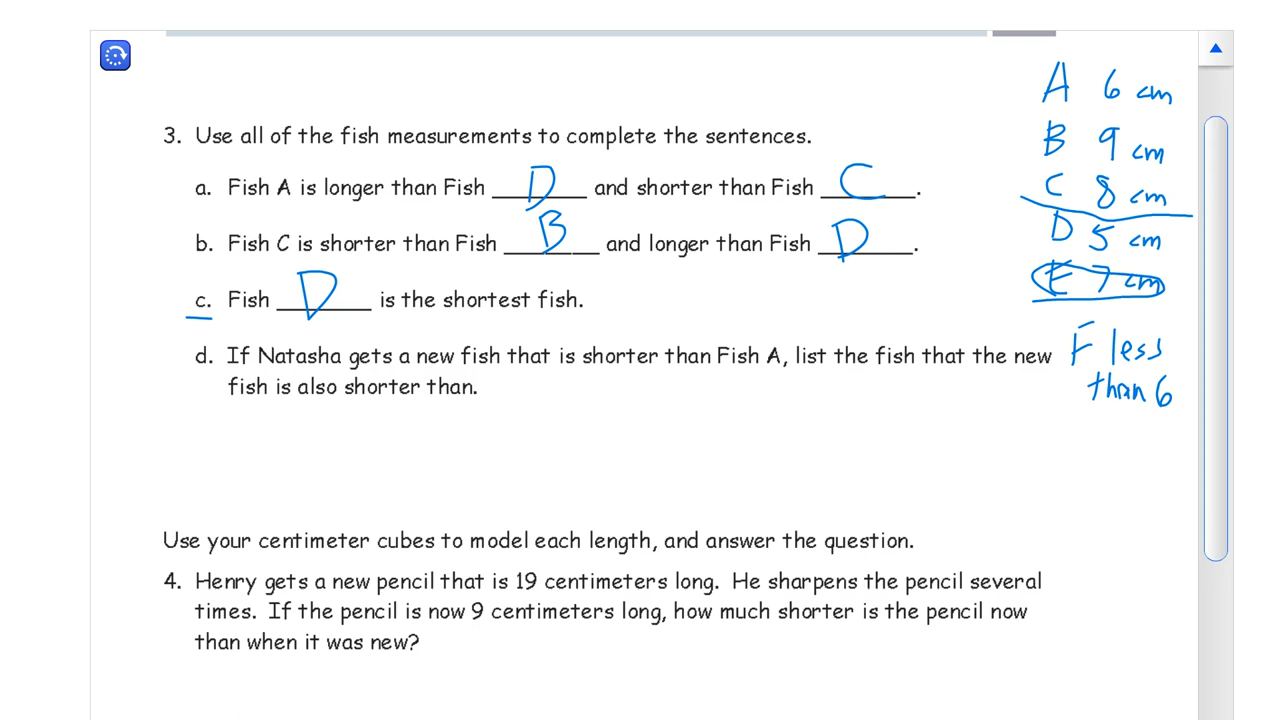 A 6 cm
B 9 cm
C 8 cm
D 5 cm
E 7 cm
F less
than 6
3. Use all of the fish measurements to complete the sentences.
a. Fish A is longer than Fish D and shorter than Fish C.
b. Fish C is shorter than Fish B and longer than Fish D.
c. Fish D is the shortest fish.
d. If Natasha gets a new fish that is shorter than Fish A, list the fish that the new
fish is also shorter than.
Use your centimeter cubes to model each length, and answer the question.
4. Henry gets a new pencil that is 19 centimeters long. He sharpens the pencil several
times. If the pencil is now 9 centimeters long, how much shorter is the pencil now
than when it was new?